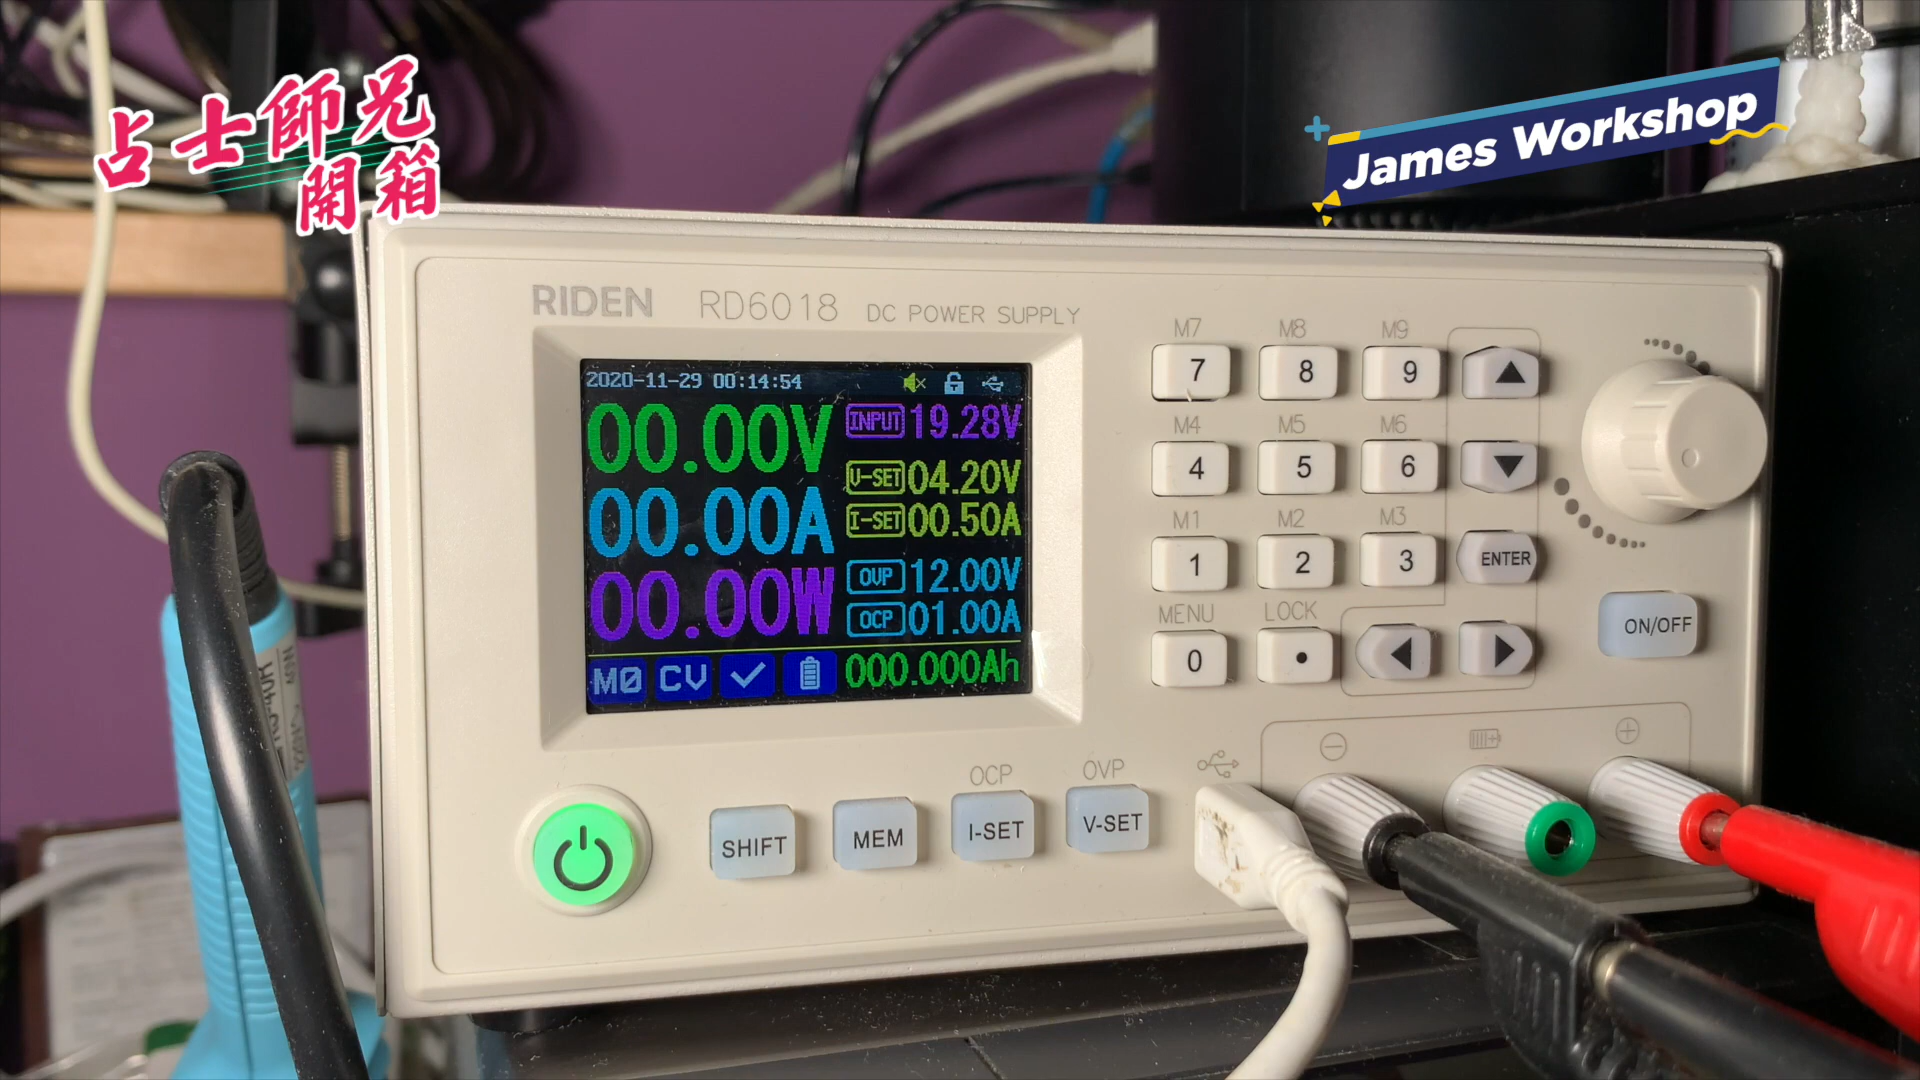 占士師兄
開箱
James Workshop
RIDEN RD6018 DC POWER SUPPLY
2020-11-29 00:14:54
00.00V
00.00A
00.00W
INPUT 19.28V
V-SET 04.20V
I-SET 00.50A
OVP 12.00V
OCP 01.00A
M0 CV 000.000Ah
M7 M8 M9
7 8 9
M4 M5 M6
4 5 6
M1 M2 M3
1 2 3 ENTER
MENU LOCK
0 •
ON/OFF
OCP OVP
SHIFT MEM I-SET V-SET